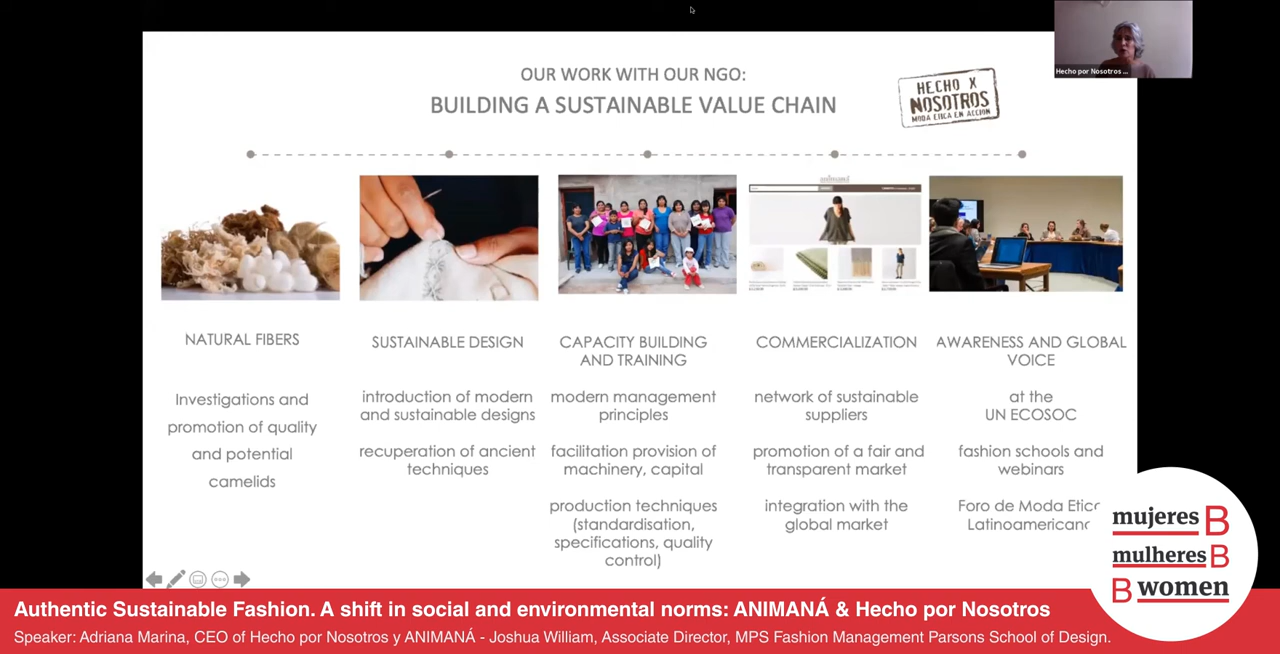 Hecho por Nosotros ...
OUR WORK WITH OUR NGO:
BUILDING A SUSTAINABLE VALUE CHAIN
HECHO X
NOSOTROS
MODA ETICA EN ACCION
animaná
NATURAL FIBERS
Investigations and
promotion of quality
and potential
camelids
SUSTAINABLE DESIGN
introduction of modern
and sustainable designs
recuperation of ancient
techniques
CAPACITY BUILDING
AND TRAINING
modern management
principles
facilitation provision of
machinery, capital
production techniques
(standardisation,
specifications, quality
control)
COMMERCIALIZATION
network of sustainable
suppliers
promotion of a fair and
transparent market
integration with the
global market
AWARENESS AND GLOBAL
VOICE
at the
UN ECOSOC
fashion schools and
webinars
Foro de Moda Etica
Latinoamericano
mujeres B
mulheres B
B women
Authentic Sustainable Fashion. A shift in social and environmental norms: ANIMANÁ & Hecho por Nosotros
Speaker: Adriana Marina, CEO of Hecho por Nosotros y ANIMANÁ - Joshua William, Associate Director, MPS Fashion Management Parsons School of Design.